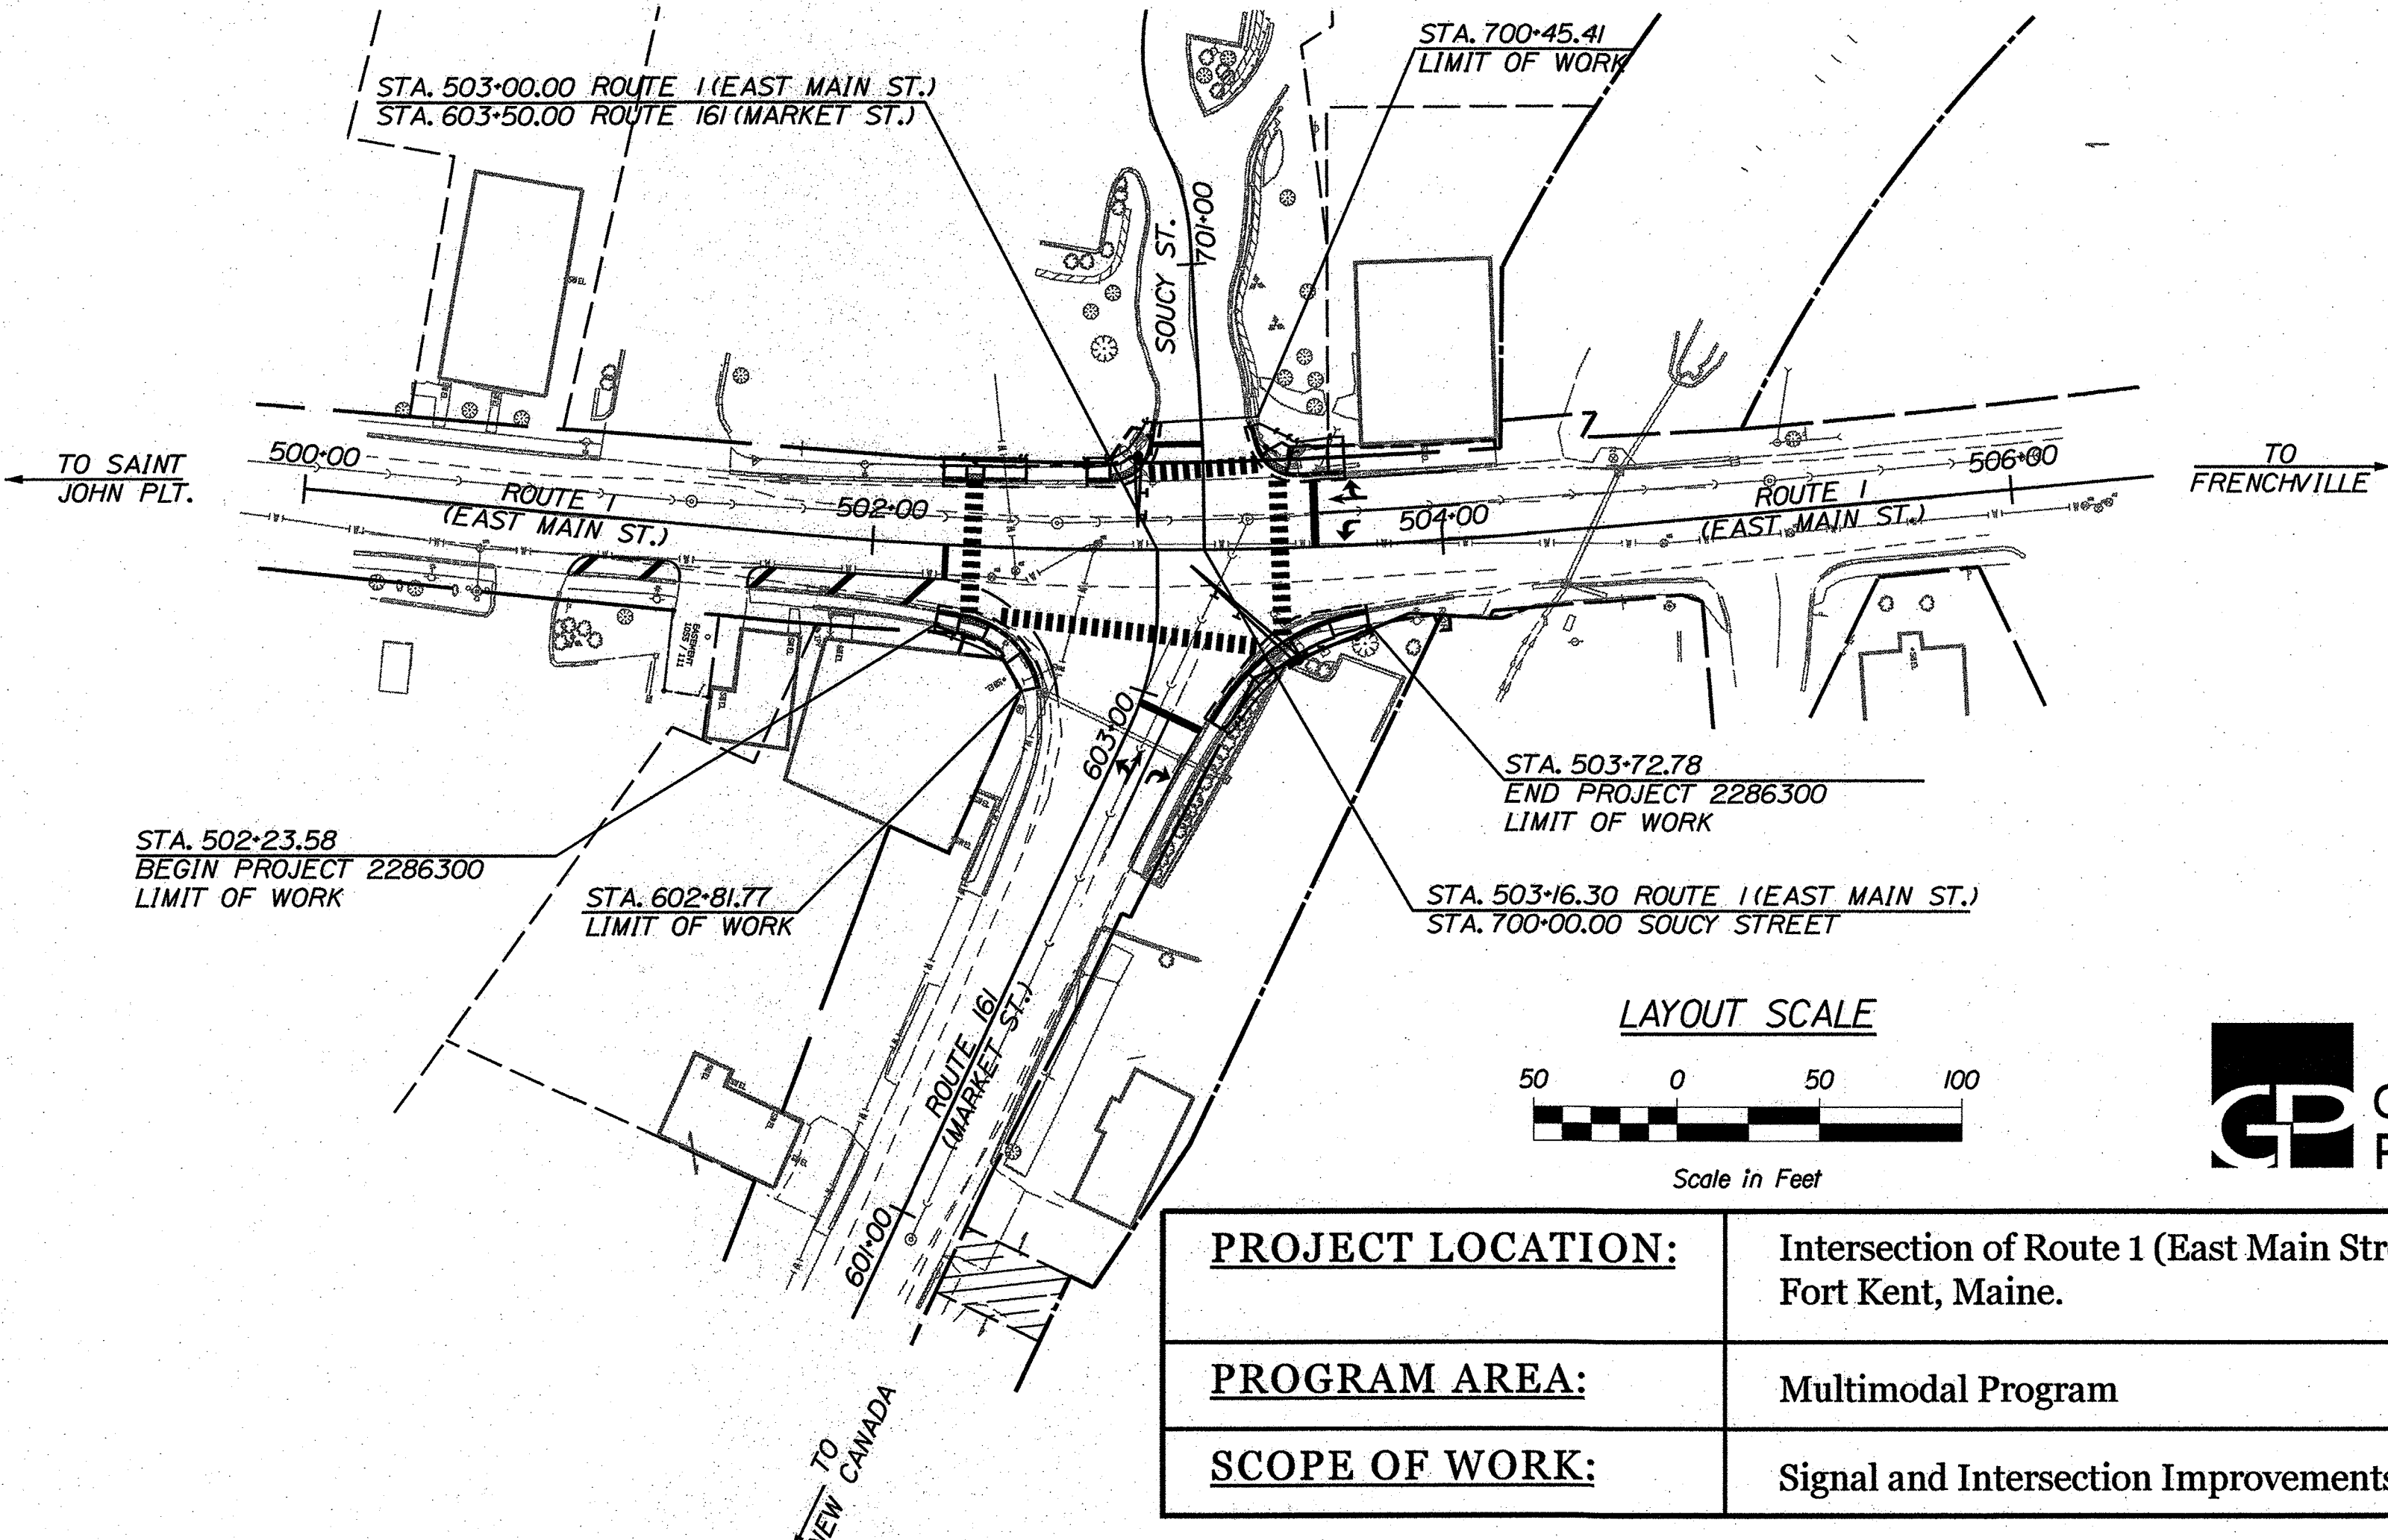 STA. 700+45.41
LIMIT OF WORK
STA. 503+00.00 ROUTE 1 (EAST MAIN ST.)
STA. 603+50.00 ROUTE 161 (MARKET ST.)
SOUCY ST.
701+00
TO SAINT
JOHN PLT.
500+00
ROUTE 1
(EAST MAIN ST.)
502+00
504+00
506+00
ROUTE 1
(EAST MAIN ST.)
TO
FRENCHVILLE
603+00
STA. 503+72.78
END PROJECT 2286300
LIMIT OF WORK
STA. 502+23.58
BEGIN PROJECT 2286300
LIMIT OF WORK
STA. 602+81.77
LIMIT OF WORK
STA. 503+16.30 ROUTE 1 (EAST MAIN ST.)
STA. 700+00.00 SOUCY STREET
ROUTE 161
(MARKET ST.)
601+00
TO
NEW CANADA
LAYOUT SCALE
50 0 50 100
Scale in Feet
GP
PROJECT LOCATION:
Intersection of Route 1 (East Main
Fort Kent, Maine.
PROGRAM AREA:
Multimodal Program
SCOPE OF WORK:
Signal and Intersection Improvements